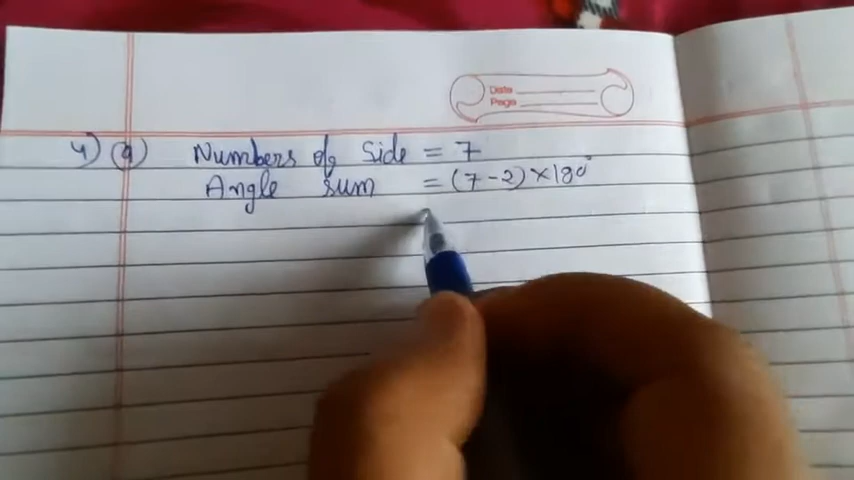 Date
Page
4) (a) Numbers of Side = 7
Angle sum = (7-2) × 180°